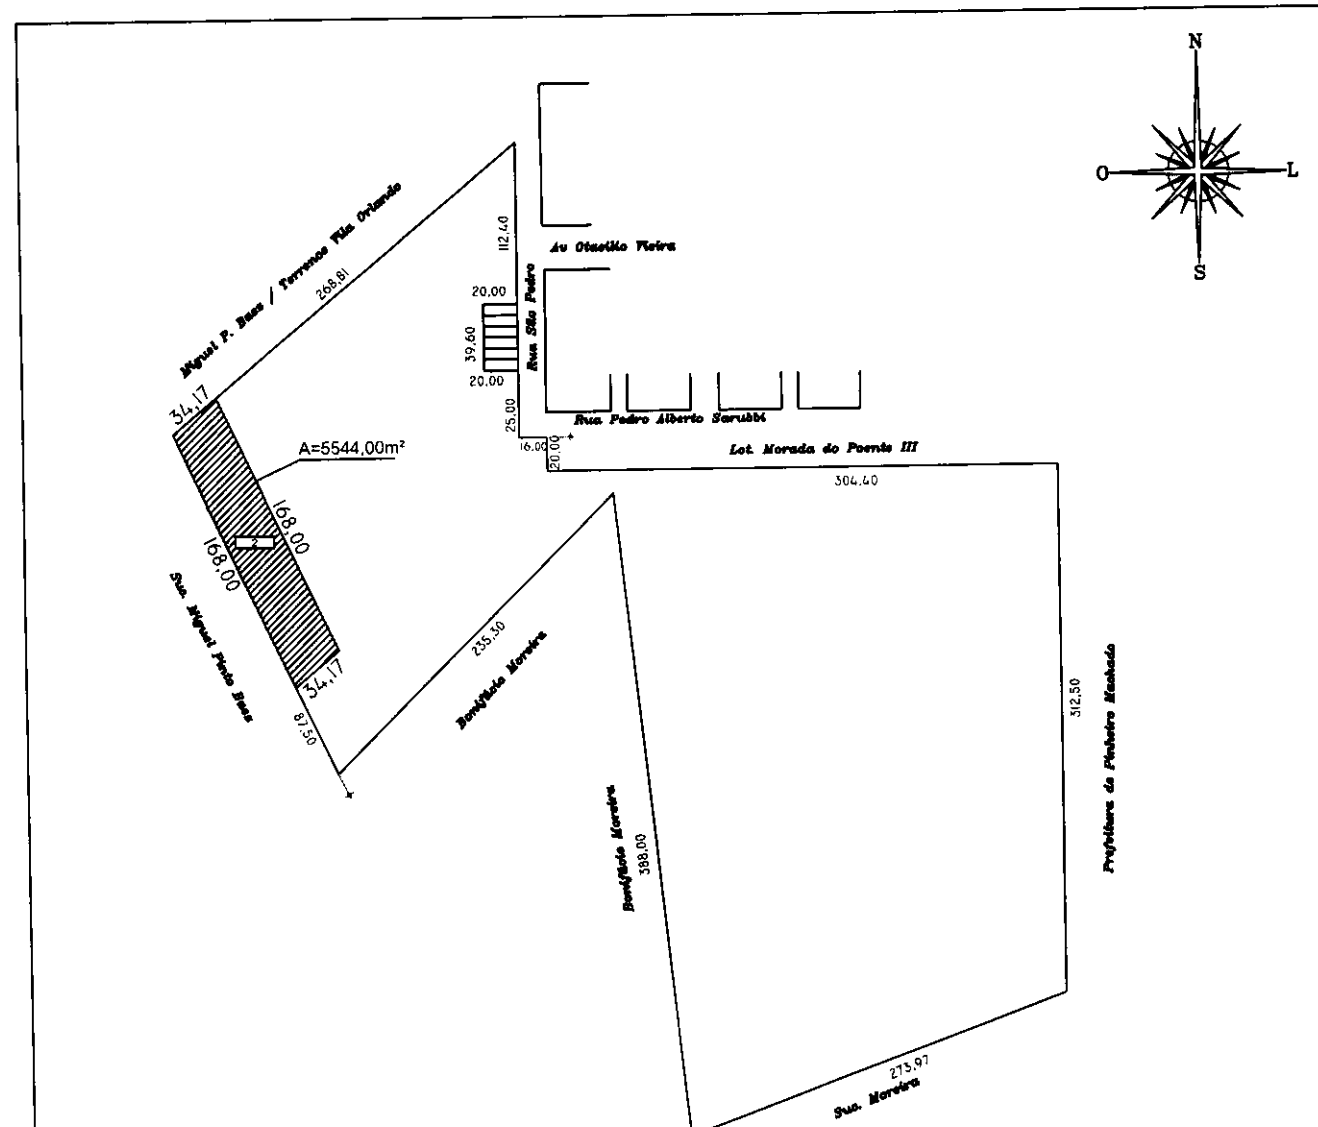 N
O
L
S
Av Otacílio Vieira
Miguel P. Baes / Terrenos Vila Orlando
268,81
112,40
Rua São Pedro
20,00
39,60
20,00
25,00
16,00
20,00
Rua Pedro Alberto Sarubbi
Lot. Morada do Poente III
304,40
34,17
A=5544,00m²
168,00
168,00
2
34,17
Suc. Miguel Pinto Baes
87,50
235,30
Bonifácio Moreira
Bonifácio Moreira
388,00
312,50
Prefeitura de Pinheiro Machado
273,97
Suc. Moreira